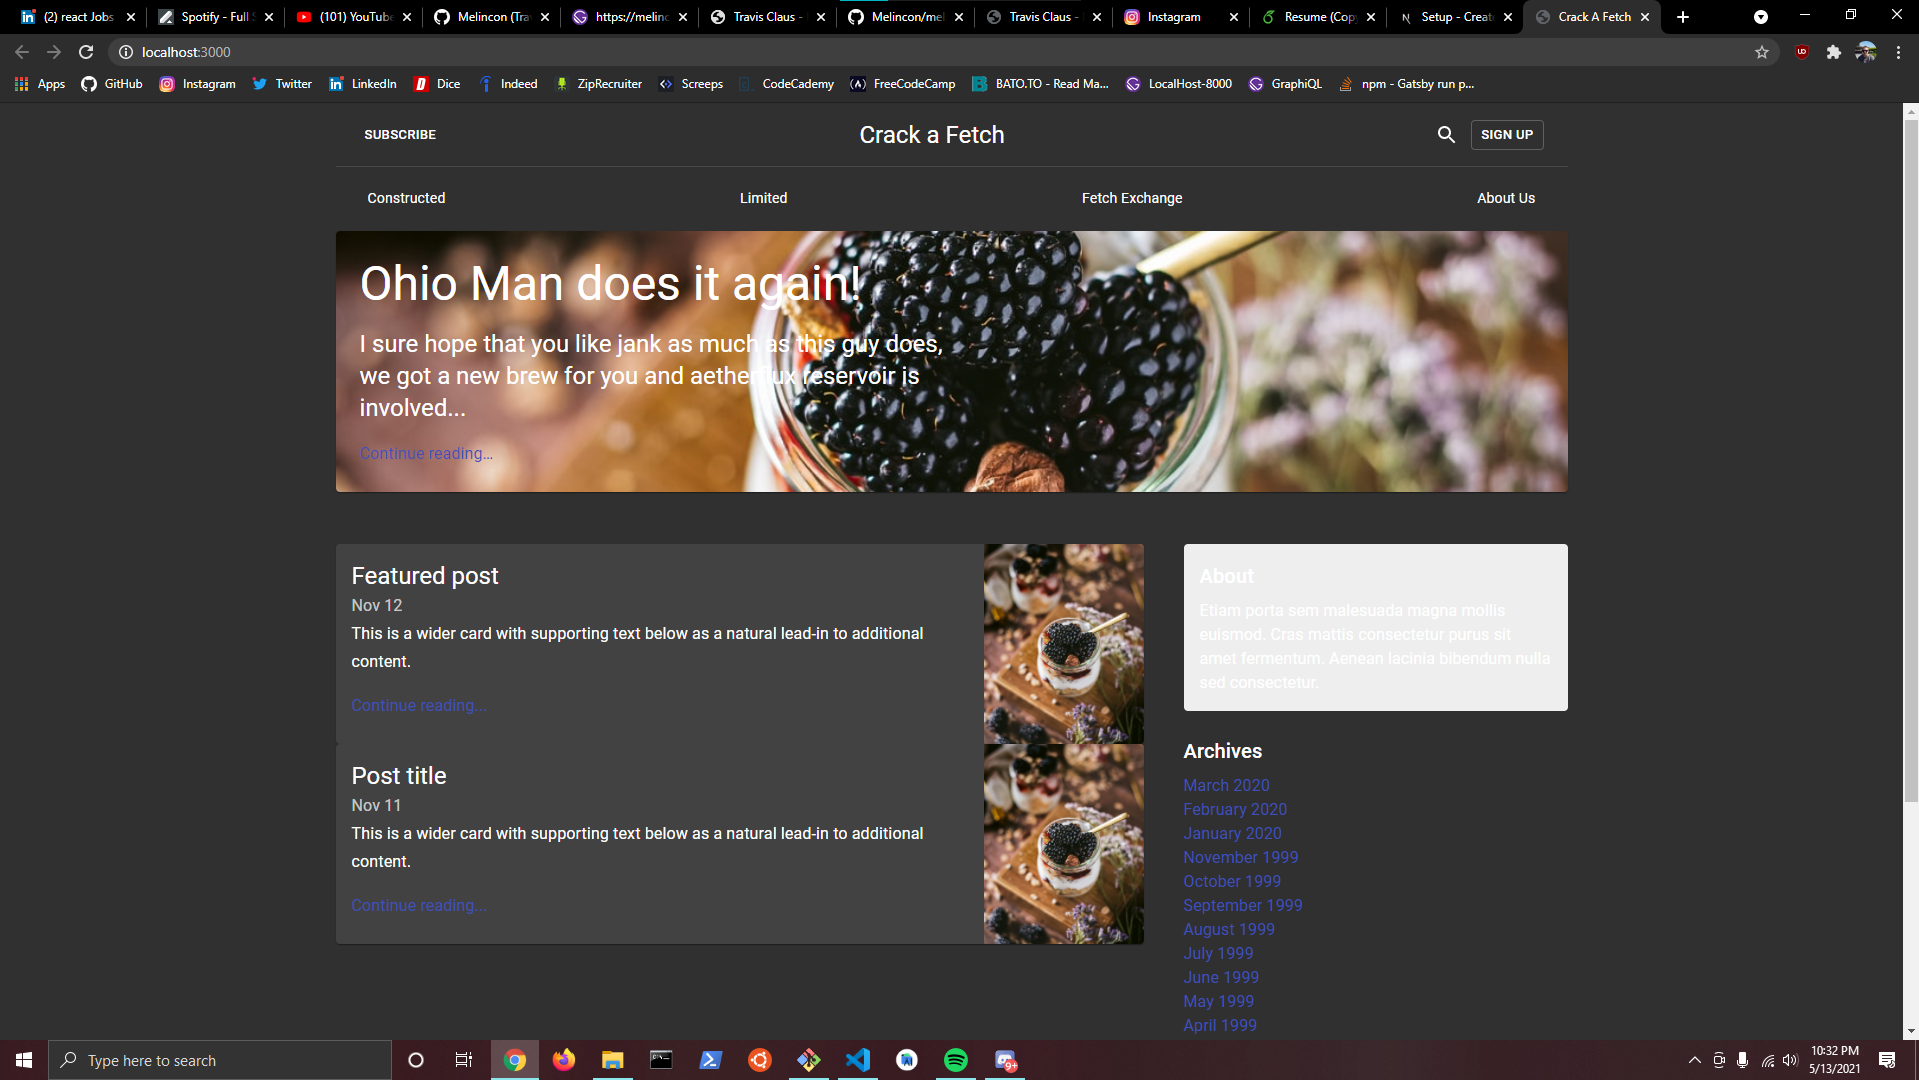 (2) react Jobs
Spotify - Full S
(101) YouTube
Melincon (Tra
https://melinc
Travis Claus -
Melincon/mel
Travis Claus -
Instagram
Resume (Copy
Setup - Create
Crack A Fetch
localhost:3000
Apps
GitHub
Instagram
Twitter
LinkedIn
Dice
Indeed
ZipRecruiter
Screeps
CodeCademy
FreeCodeCamp
BATO.TO - Read Ma...
LocalHost-8000
GraphiQL
npm - Gatsby run p...
SUBSCRIBE
Crack a Fetch
SIGN UP
Constructed
Limited
Fetch Exchange
About Us
Ohio Man does it again!
I sure hope that you like jank as much as this guy does,
we got a new brew for you and aetherflux reservoir is
involved...
Continue reading...
Featured post
Nov 12
This is a wider card with supporting text below as a natural lead-in to additional
content.
Continue reading...
Post title
Nov 11
This is a wider card with supporting text below as a natural lead-in to additional
content.
Continue reading...
About
Etiam porta sem malesuada magna mollis
euismod. Cras mattis consectetur purus sit
amet fermentum. Aenean lacinia bibendum nulla
sed consectetur.
Archives
March 2020
February 2020
January 2020
November 1999
October 1999
September 1999
August 1999
July 1999
June 1999
May 1999
April 1999
Type here to search
9+
10:32 PM
5/13/2021